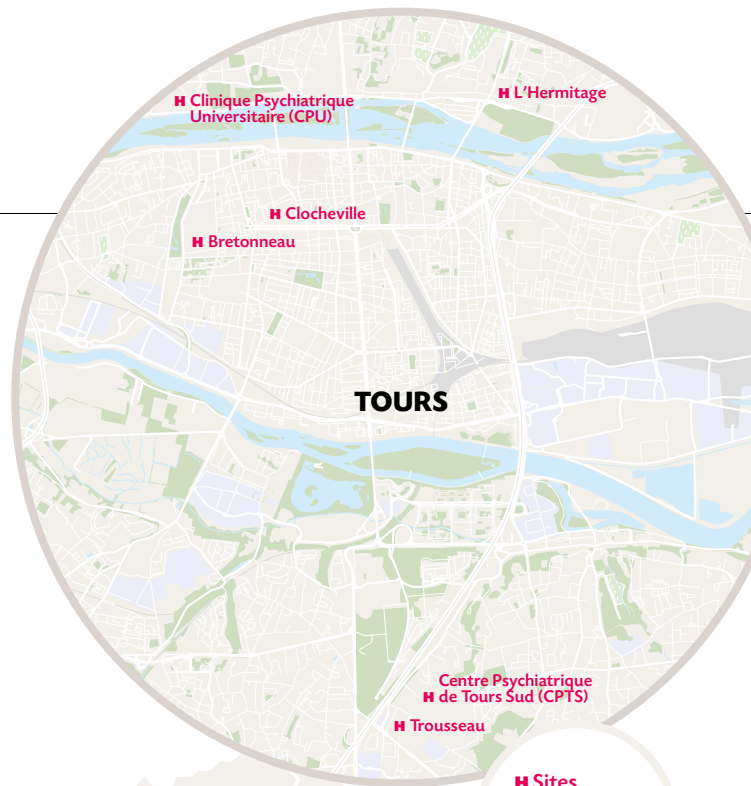 H L'Hermitage
H Clinique Psychiatrique
Universitaire (CPU)
H Clocheville
H Bretonneau
TOURS
Centre Psychiatrique
H de Tours Sud (CPTS)
H Trousseau
H Sites